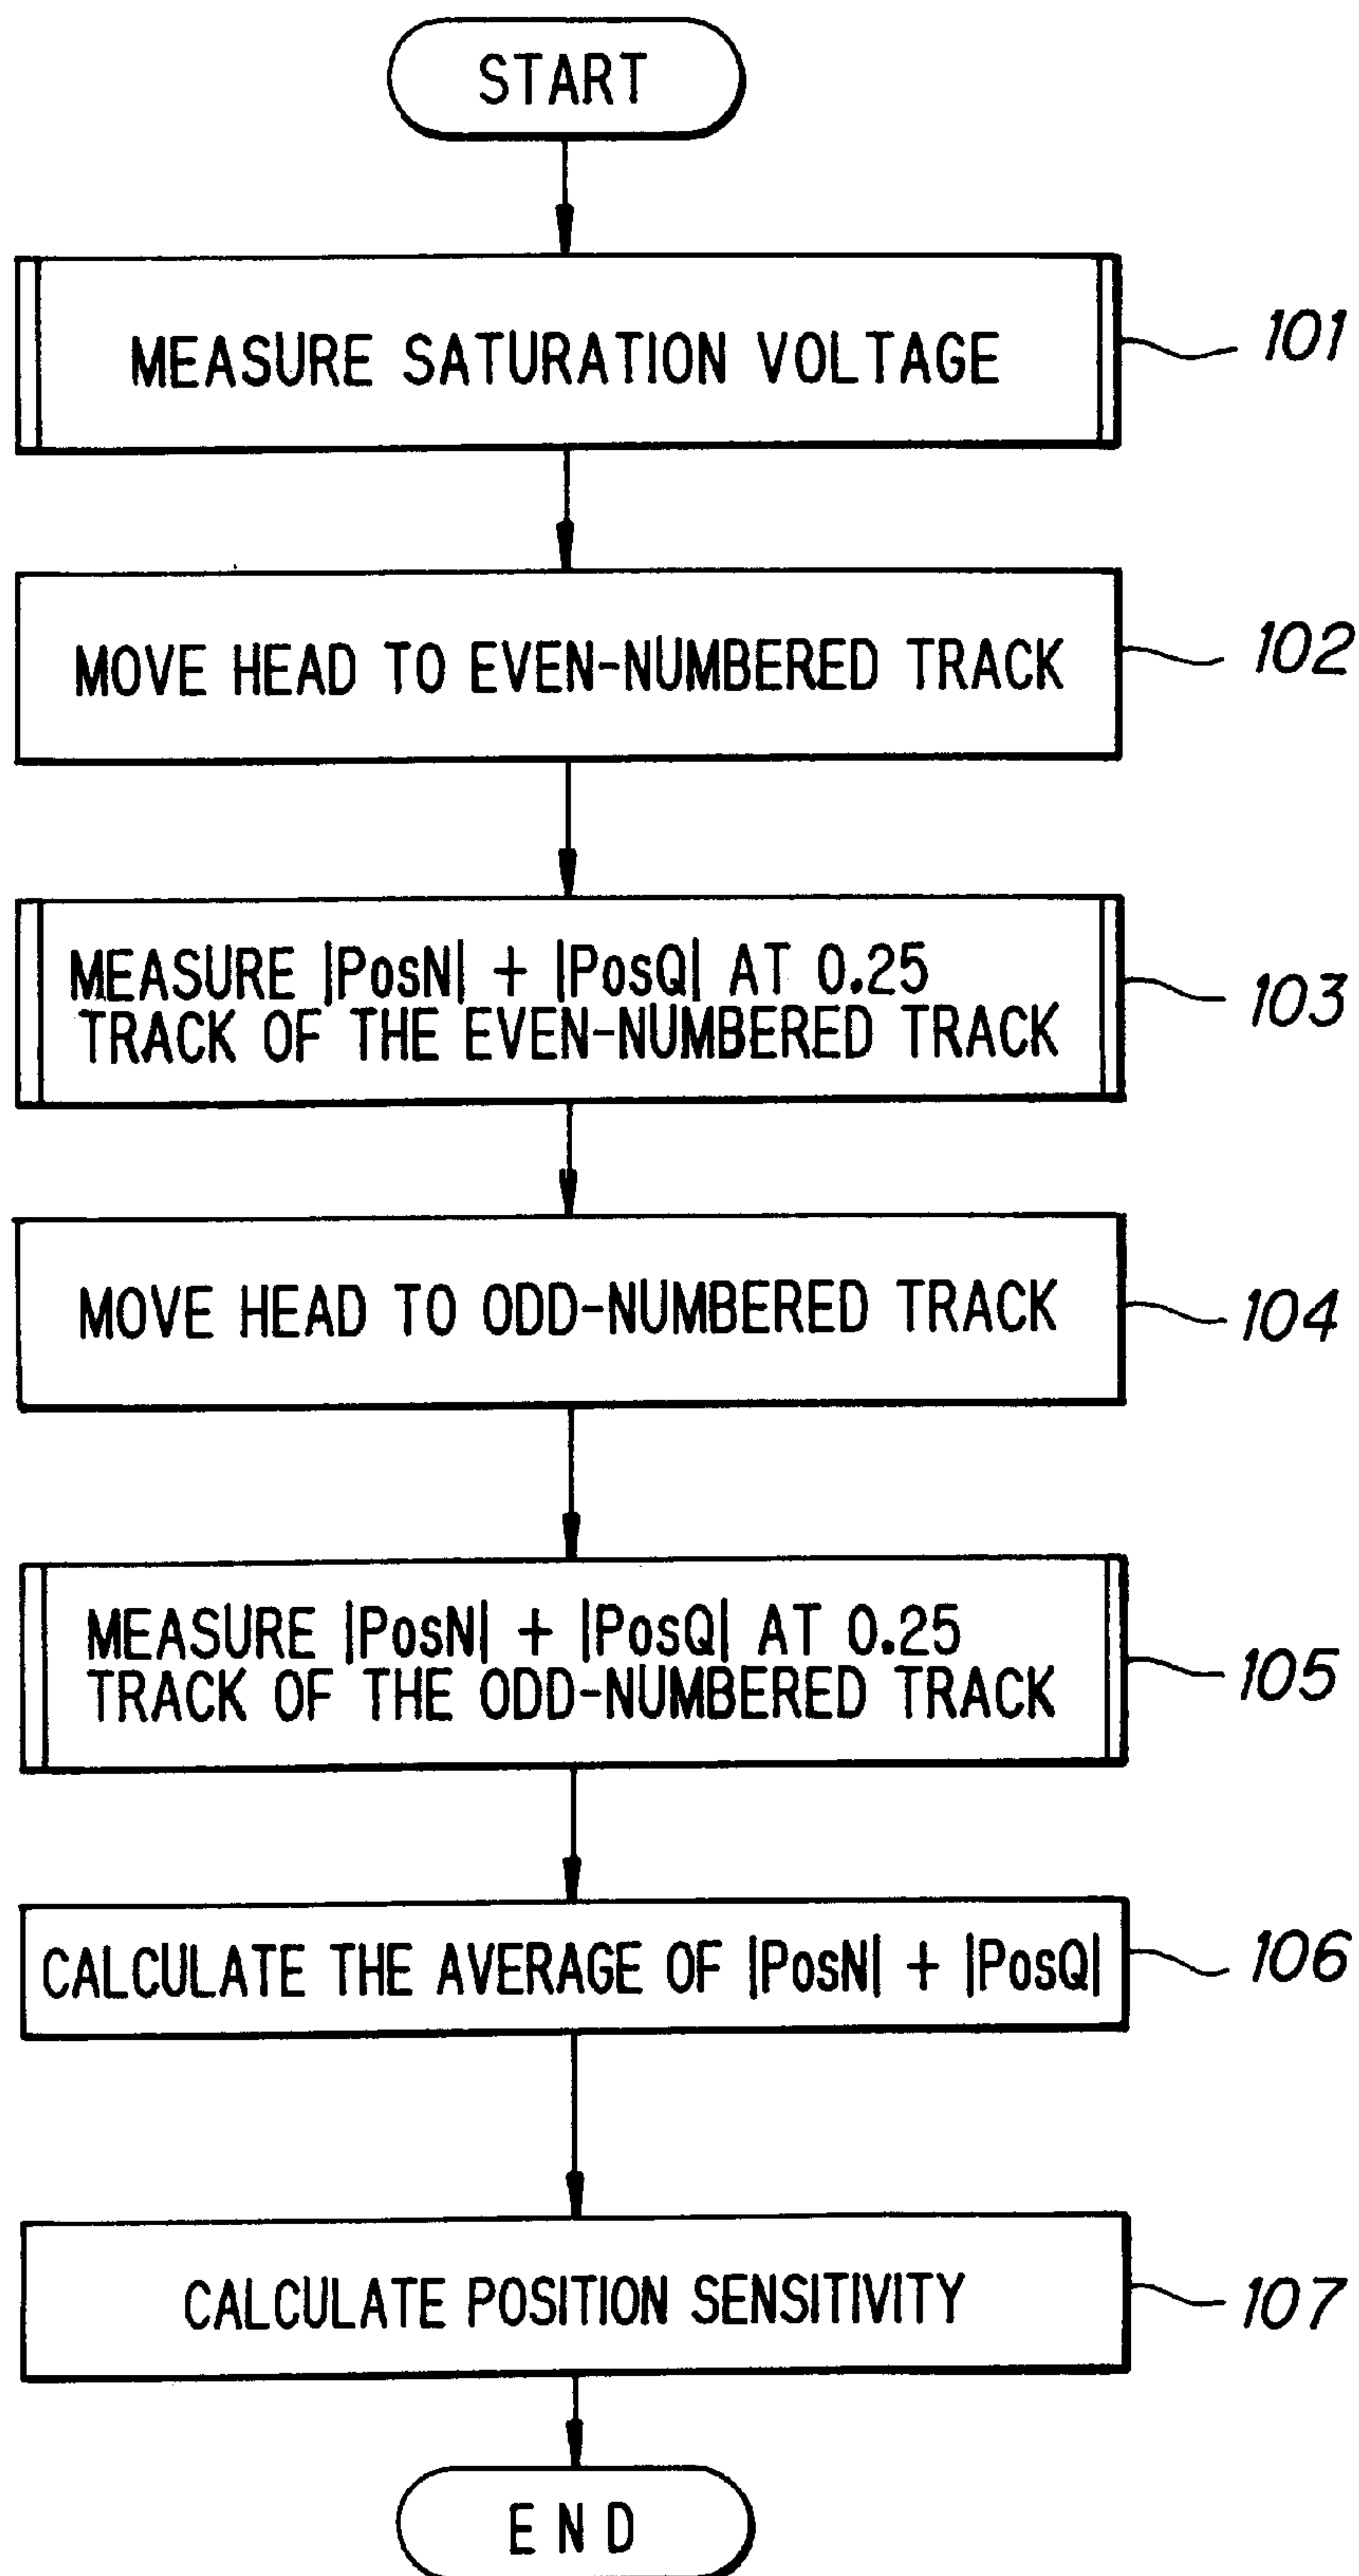 START
MEASURE SATURATION VOLTAGE
101
MOVE HEAD TO EVEN-NUMBERED TRACK
102
MEASURE |PosN| + |PosQ| AT 0.25
TRACK OF THE EVEN-NUMBERED TRACK
103
MOVE HEAD TO ODD-NUMBERED TRACK
104
MEASURE |PosN| + |PosQ| AT 0.25
TRACK OF THE ODD-NUMBERED TRACK
105
CALCULATE THE AVERAGE OF |PosN| + |PosQ|
106
CALCULATE POSITION SENSITIVITY
107
END